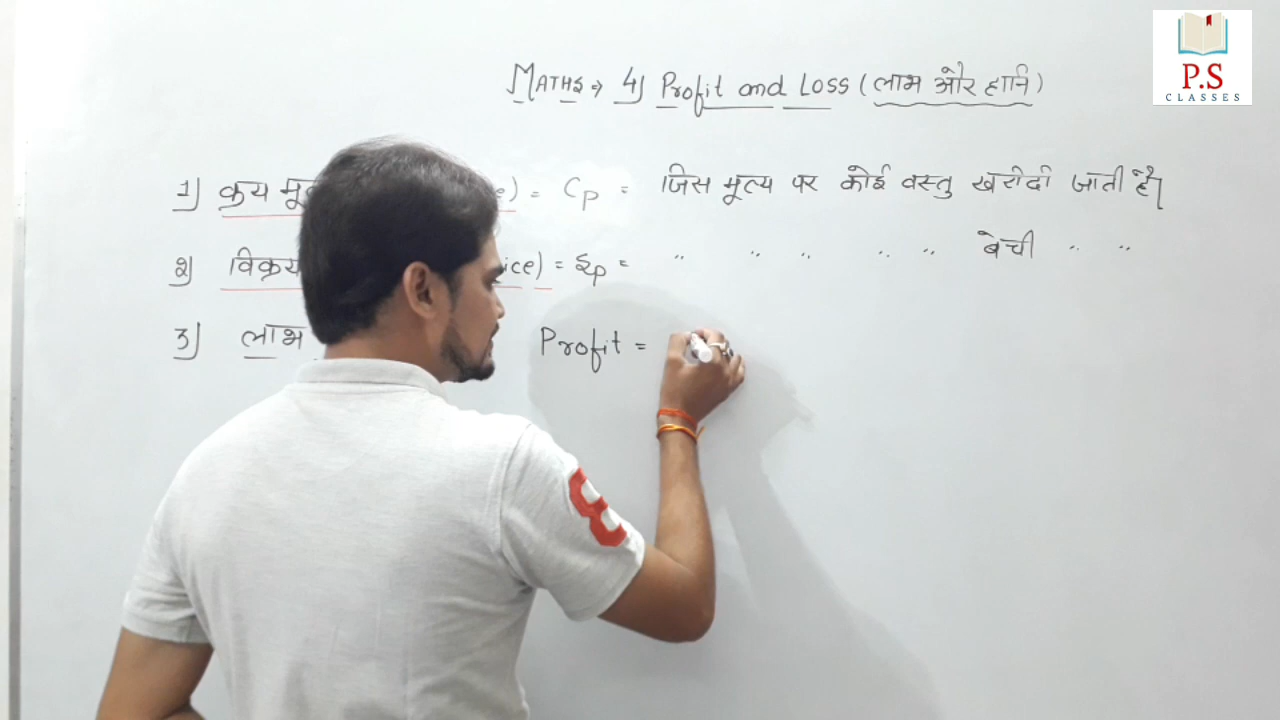 P.S
CLASSES
MATHS → 4) Profit and Loss (लाभ और हानि)
1) क्रय = Cp = जिस मूल्य पर कोई वस्तु खरीदी जाती है।
2) विक्रय ice) = Sp = " " " " " बेची " "
3) लाभ Profit =